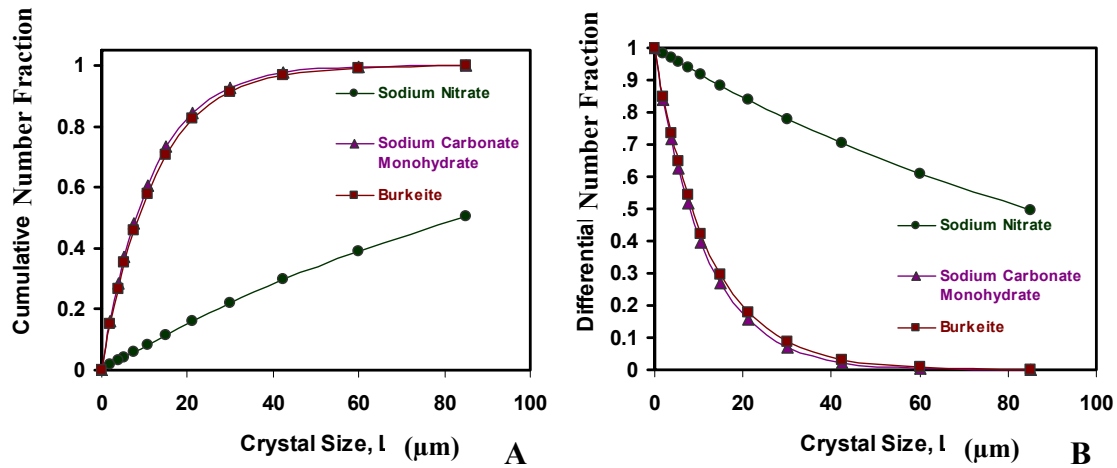 Cumulative Number Fraction
1
0.8
0.6
0.4
0.2
0
0
20
40
60
80
100
Sodium Nitrate
Sodium Carbonate
Monohydrate
Burkeite
Crystal Size, L (µm)
A
Differential Number Fraction
1
.9
.8
.7
.6
.5
0.4
0.3
0.2
0.1
0
0
20
40
60
80
100
Sodium Nitrate
Sodium Carbonate
Monohydrate
Burkeite
Crystal Size, L (µm)
B